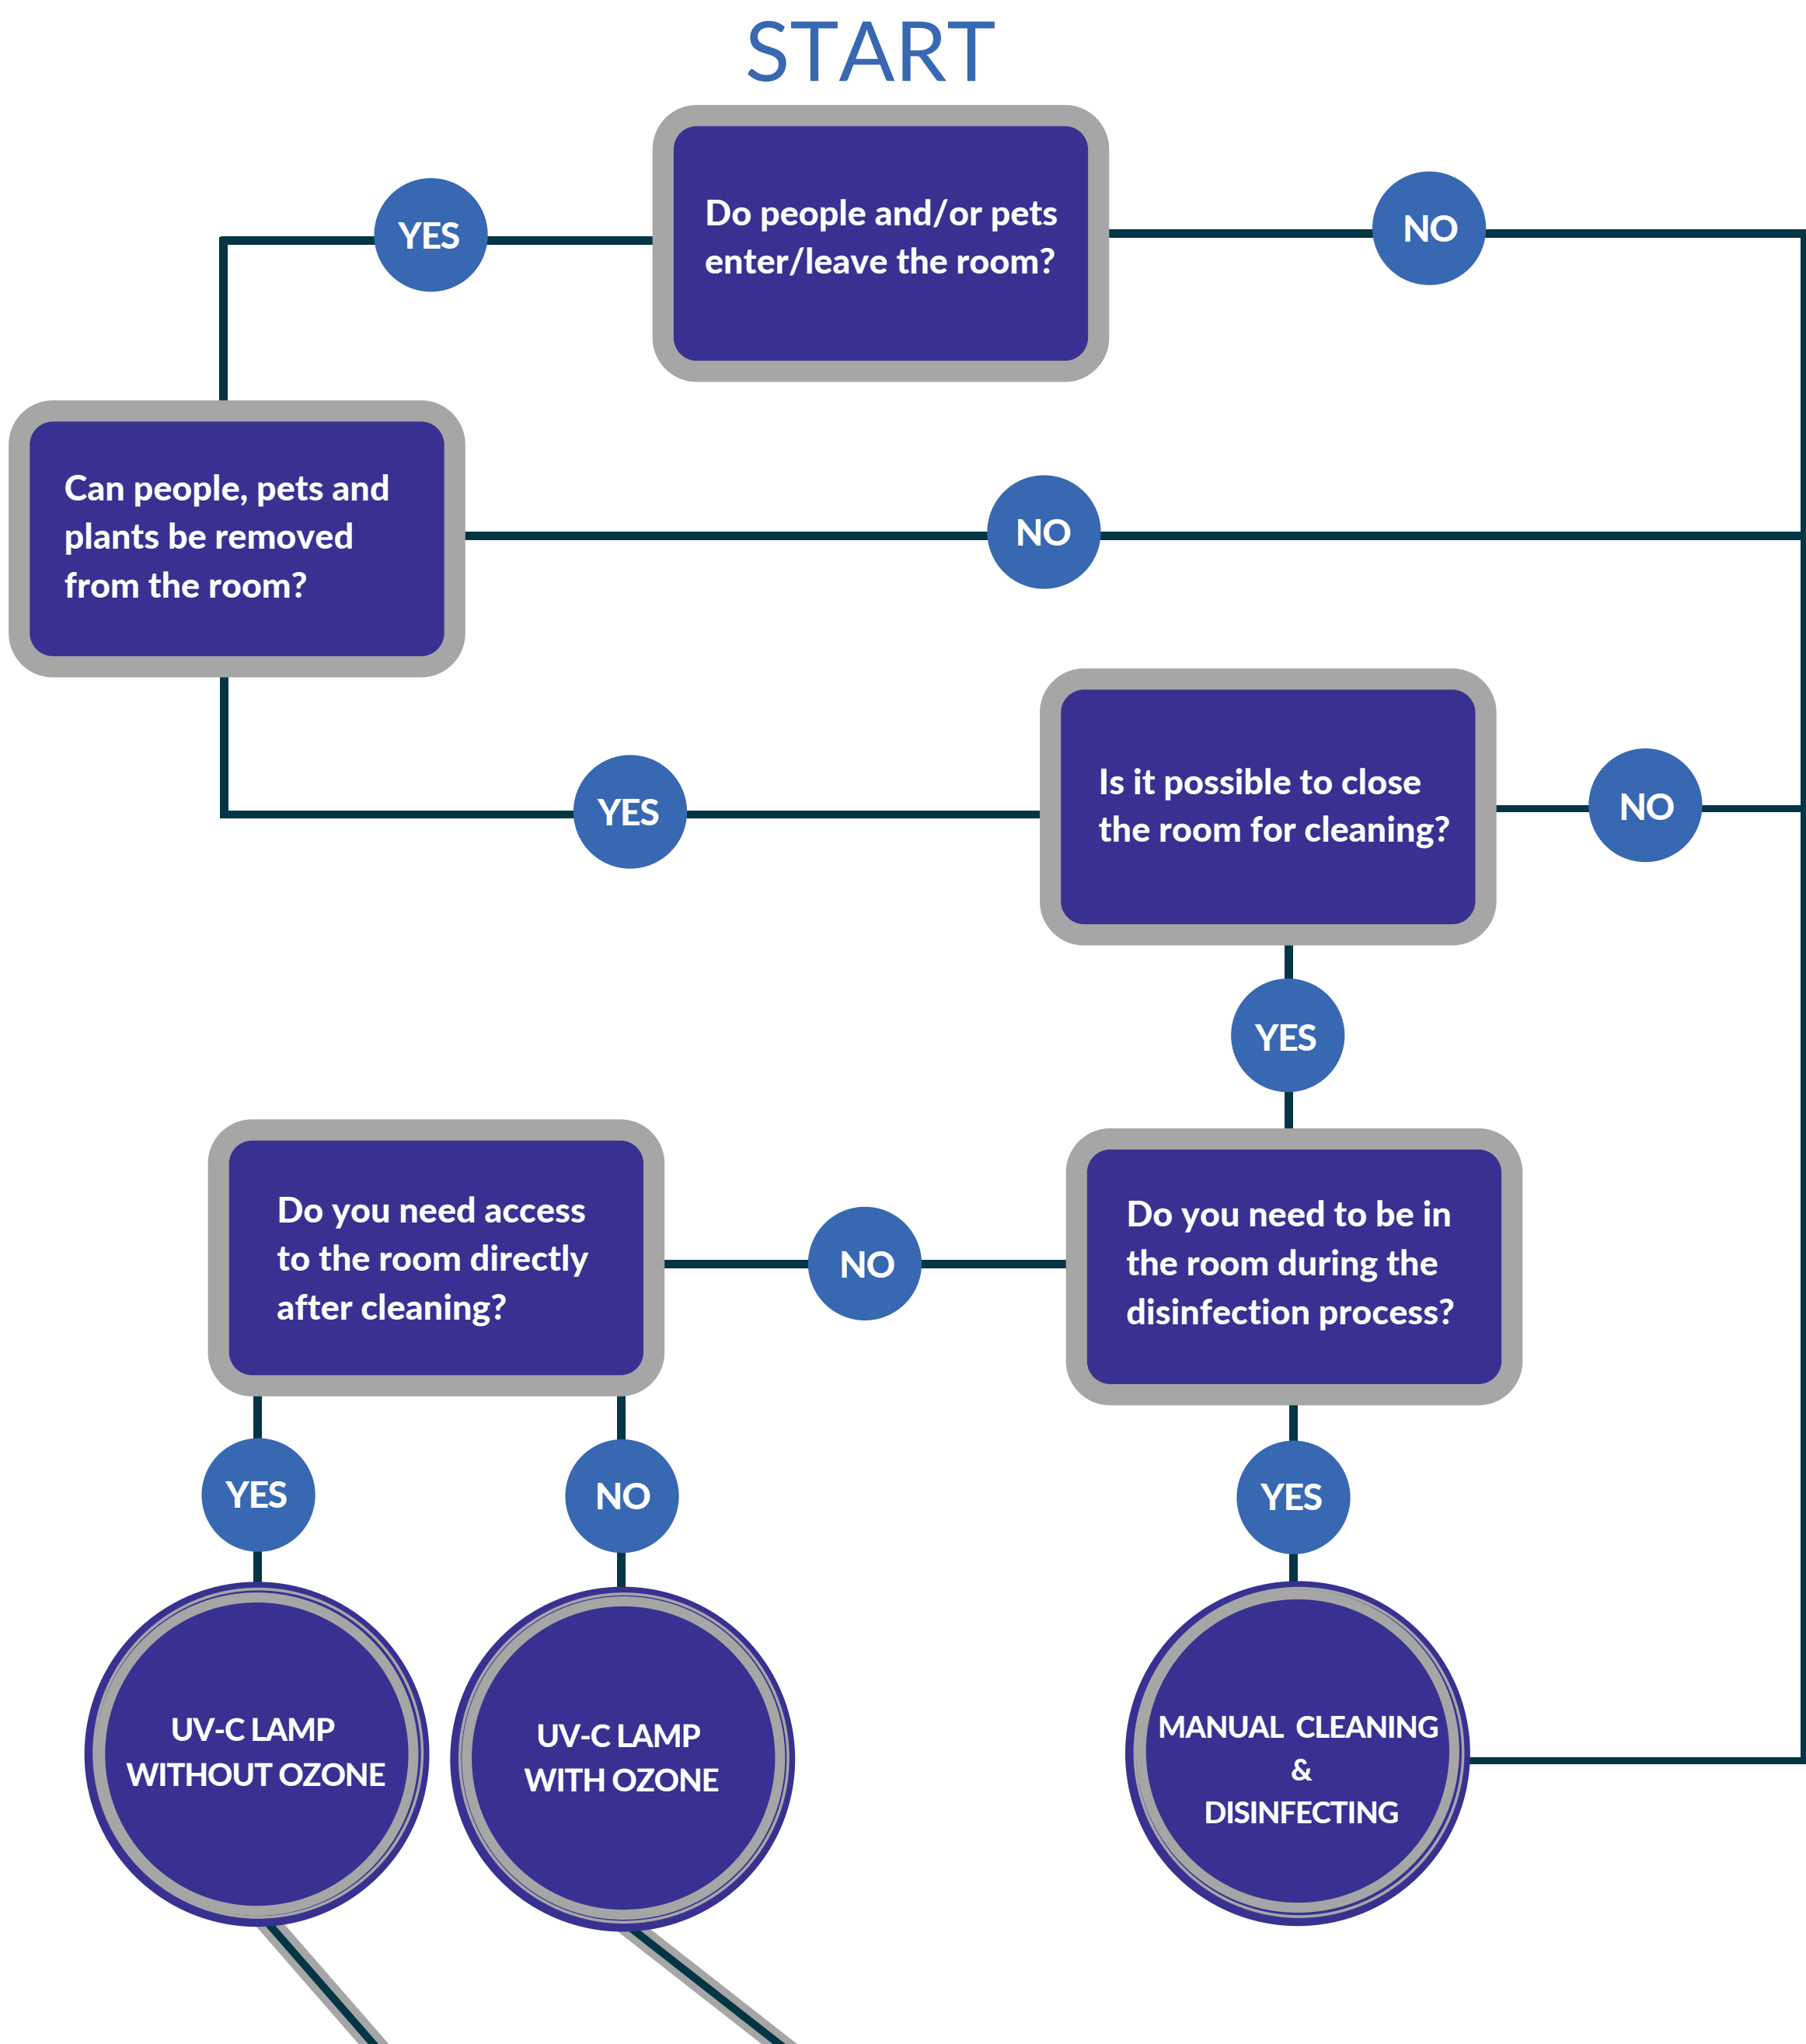 START
Do people and/or pets
enter/leave the room?
YES
NO
Can people, pets and
plants be removed
from the room?
NO
Is it possible to close
the room for cleaning?
YES
NO
YES
Do you need access
to the room directly
after cleaning?
NO
Do you need to be in
the room during the
disinfection process?
YES
NO
YES
UV-C LAMP
WITHOUT OZONE
UV-C LAMP
WITH OZONE
MANUAL CLEANING
&
DISINFECTING